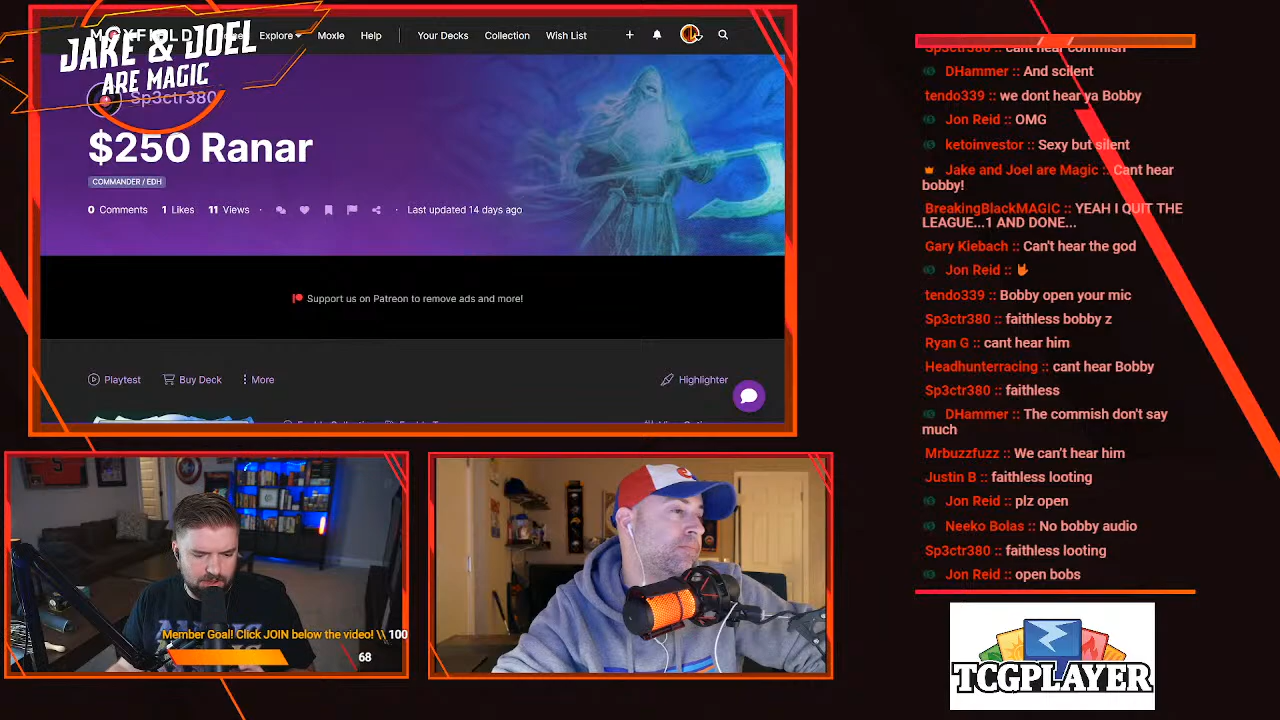 JAKE & JOEL
ARE MAGIC
Explore
Moxie
Help
Your Decks
Collection
Wish List
Sp3ctr380
$250 Ranar
COMMANDER / EDH
0 Comments 1 Likes 11 Views · · Last updated 14 days ago
Support us on Patreon to remove ads and more!
Playtest
Buy Deck
More
Highlighter
Member Goal! Click JOIN below the video! \\ 100
68
Sp3ctr380 :: cant hear commish
DHammer :: And scilent
tendo339 :: we dont hear ya Bobby
Jon Reid :: OMG
ketoinvestor :: Sexy but silent
Jake and Joel are Magic :: Cant hear
bobby!
BreakingBlackMAGIC :: YEAH I QUIT THE
LEAGUE...1 AND DONE...
Gary Kiebach :: Can't hear the god
Jon Reid :: 🤘
tendo339 :: Bobby open your mic
Sp3ctr380 :: faithless bobby z
Ryan G :: cant hear him
Headhunterracing :: cant hear Bobby
Sp3ctr380 :: faithless
DHammer :: The commish don't say
much
Mrbuzzfuzz :: We can't hear him
Justin B :: faithless looting
Jon Reid :: plz open
Neeko Bolas :: No bobby audio
Sp3ctr380 :: faithless looting
Jon Reid :: open bobs
TCGPLAYER